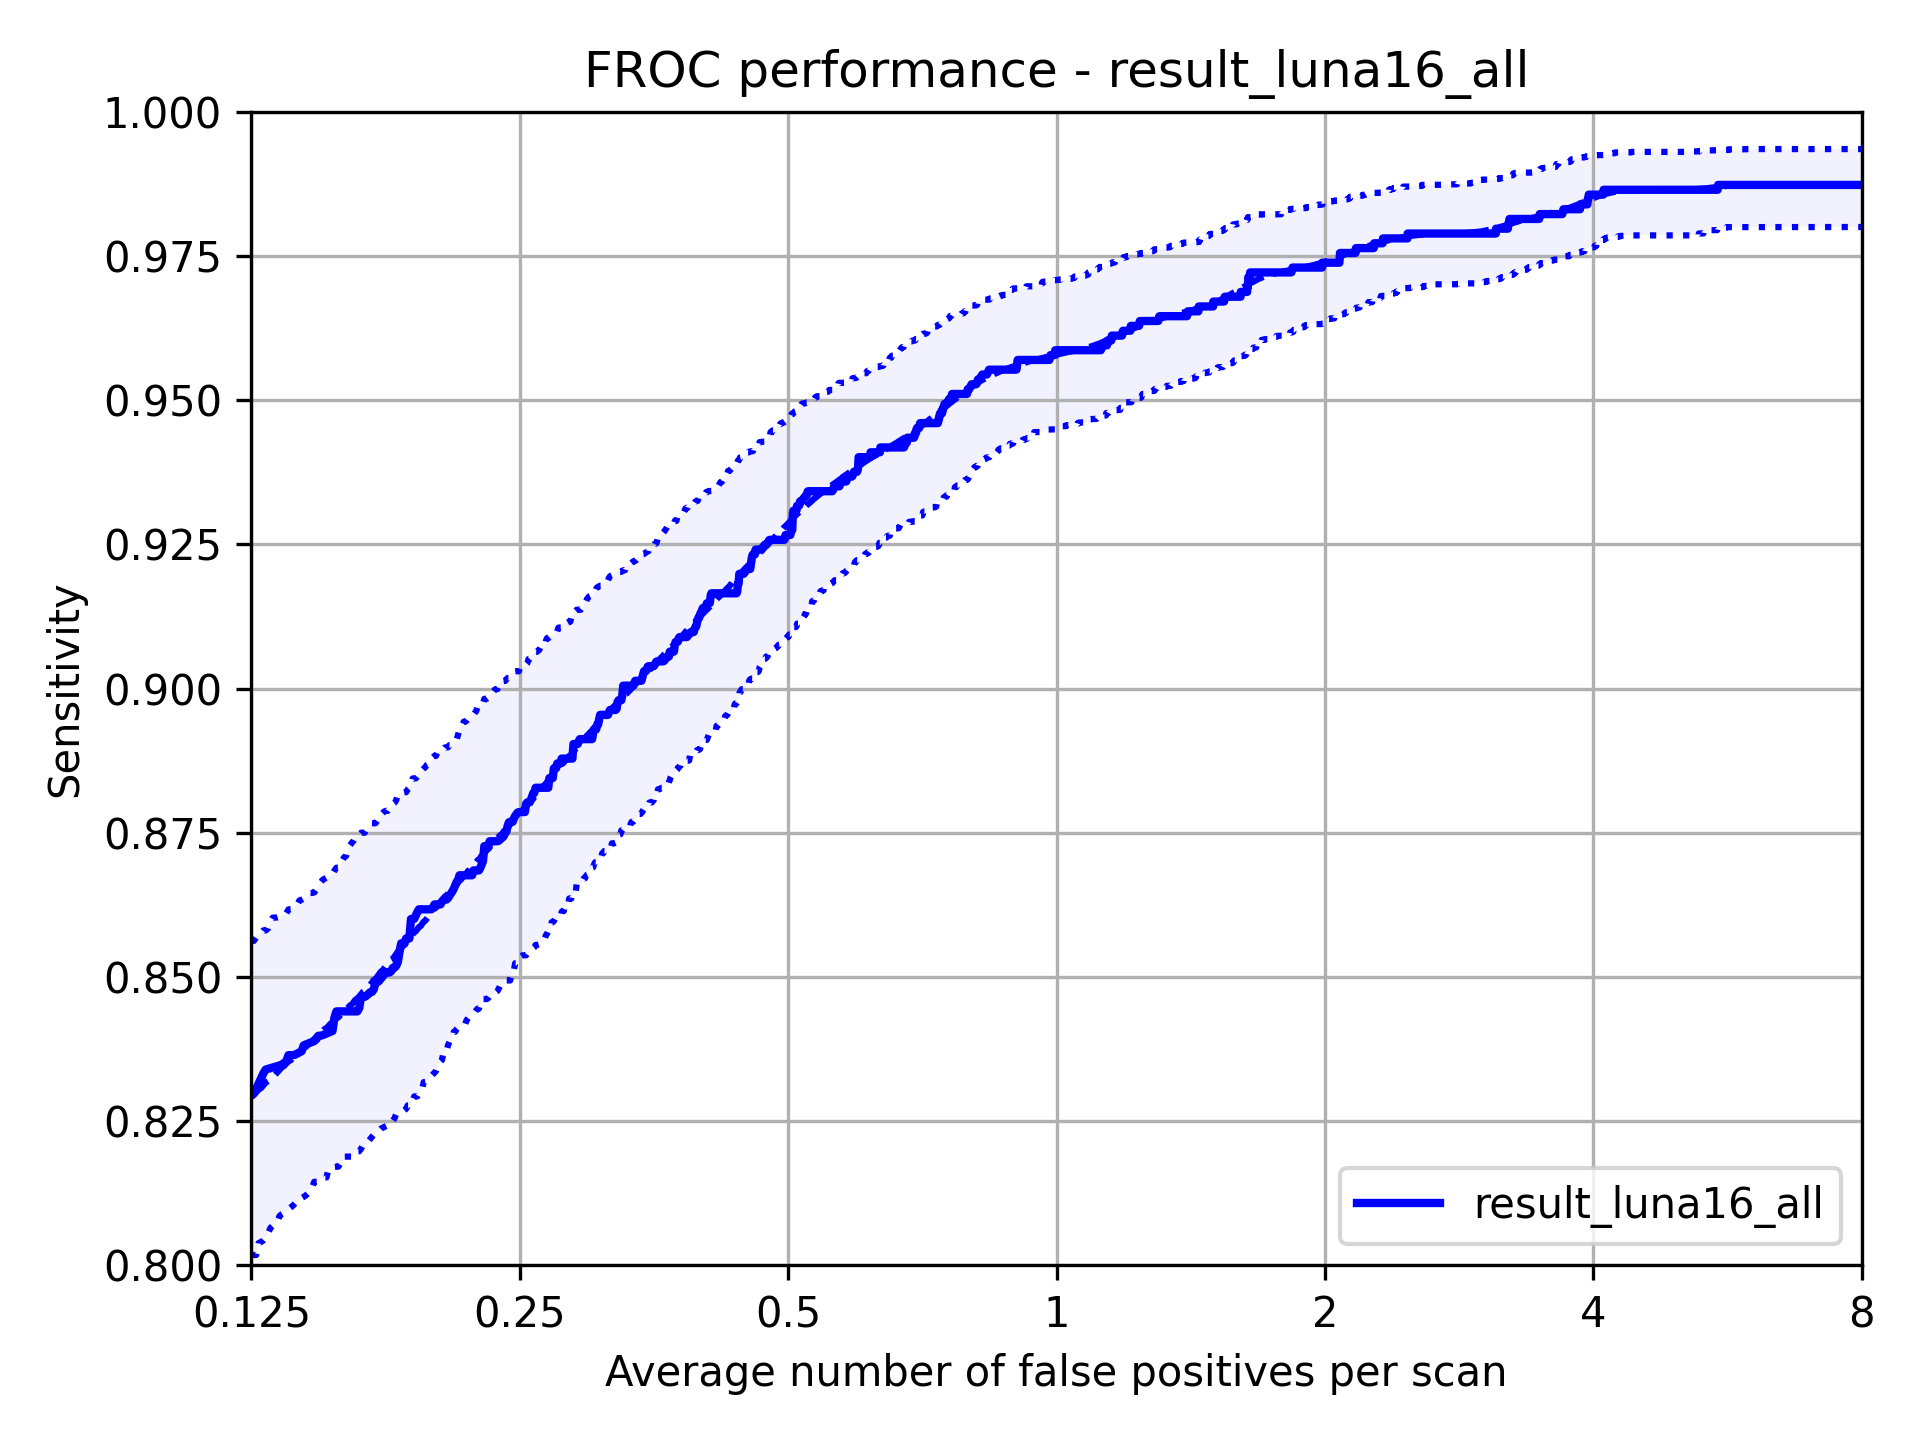 FROC performance - result_luna16_all
1.000
0.975
0.950
0.925
0.900
0.875
0.850
0.825
0.800
Sensitivity
result_luna16_all
0.125 0.25 0.5 1 2 4 8
Average number of false positives per scan